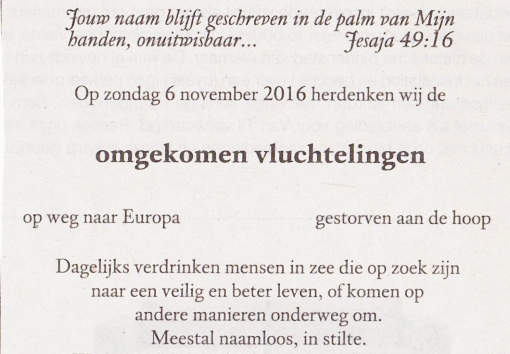 Jouw naam blijft geschreven in de palm van Mijn
handen, onuitwisbaar... Jesaja 49:16
Op zondag 6 november 2016 herdenken wij de
omgekomen vluchtelingen
op weg naar Europa gestorven aan de hoop
Dagelijks verdrinken mensen in zee die op zoek zijn
naar een veilig en beter leven, of komen op
andere manieren onderweg om.
Meestal naamloos, in stilte.